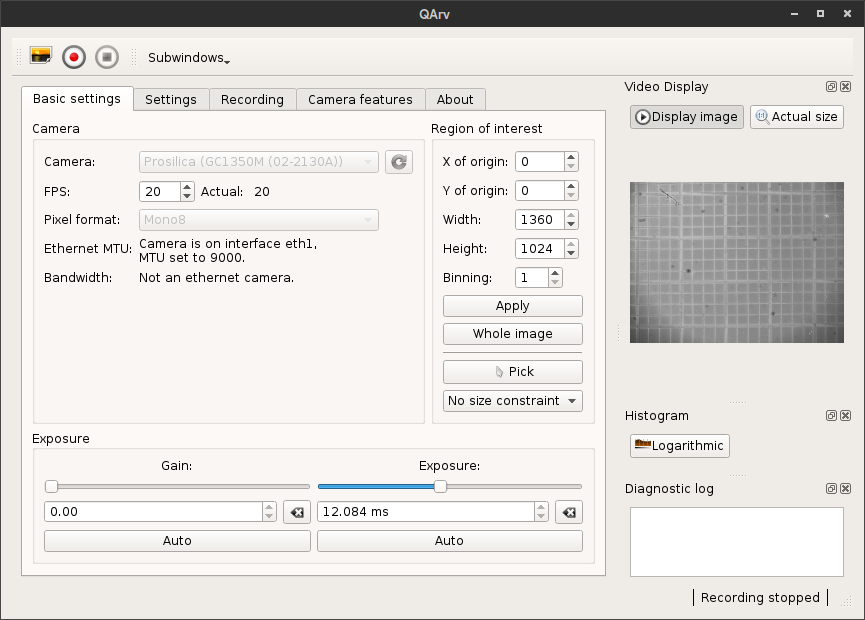 QArv
Subwindows
Basic settings
Settings
Recording
Camera features
About
Camera
Camera: Prosilica (GC1350M (02-2130A))
FPS: 20 Actual: 20
Pixel format: Mono8
Ethernet MTU: Camera is on interface eth1,
MTU set to 9000.
Bandwidth: Not an ethernet camera.
Region of interest
X of origin: 0
Y of origin: 0
Width: 1360
Height: 1024
Binning: 1
Apply
Whole image
Pick
No size constraint
Exposure
Gain:
0.00
Auto
Exposure:
12.084 ms
Auto
Video Display
Display image
Actual size
Histogram
Logarithmic
Diagnostic log
Recording stopped